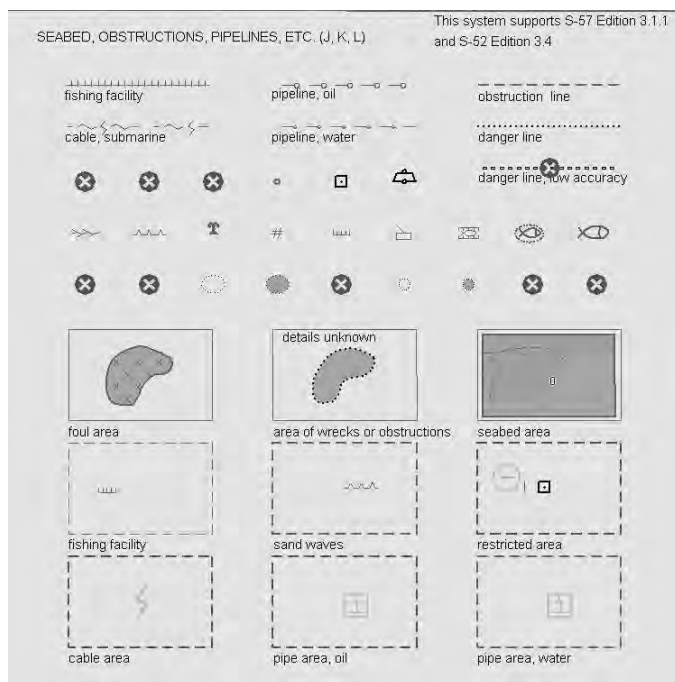 SEABED, OBSTRUCTIONS, PIPELINES, ETC. (J, K, L)
This system supports S-57 Edition 3.1.1
and S-52 Edition 3.4
fishing facility
pipeline, oil
obstruction line
cable, submarine
pipeline, water
danger line
danger line, low accuracy
details unknown
foul area
area of wrecks or obstructions
seabed area
fishing facility
sand waves
restricted area
cable area
pipe area, oil
pipe area, water